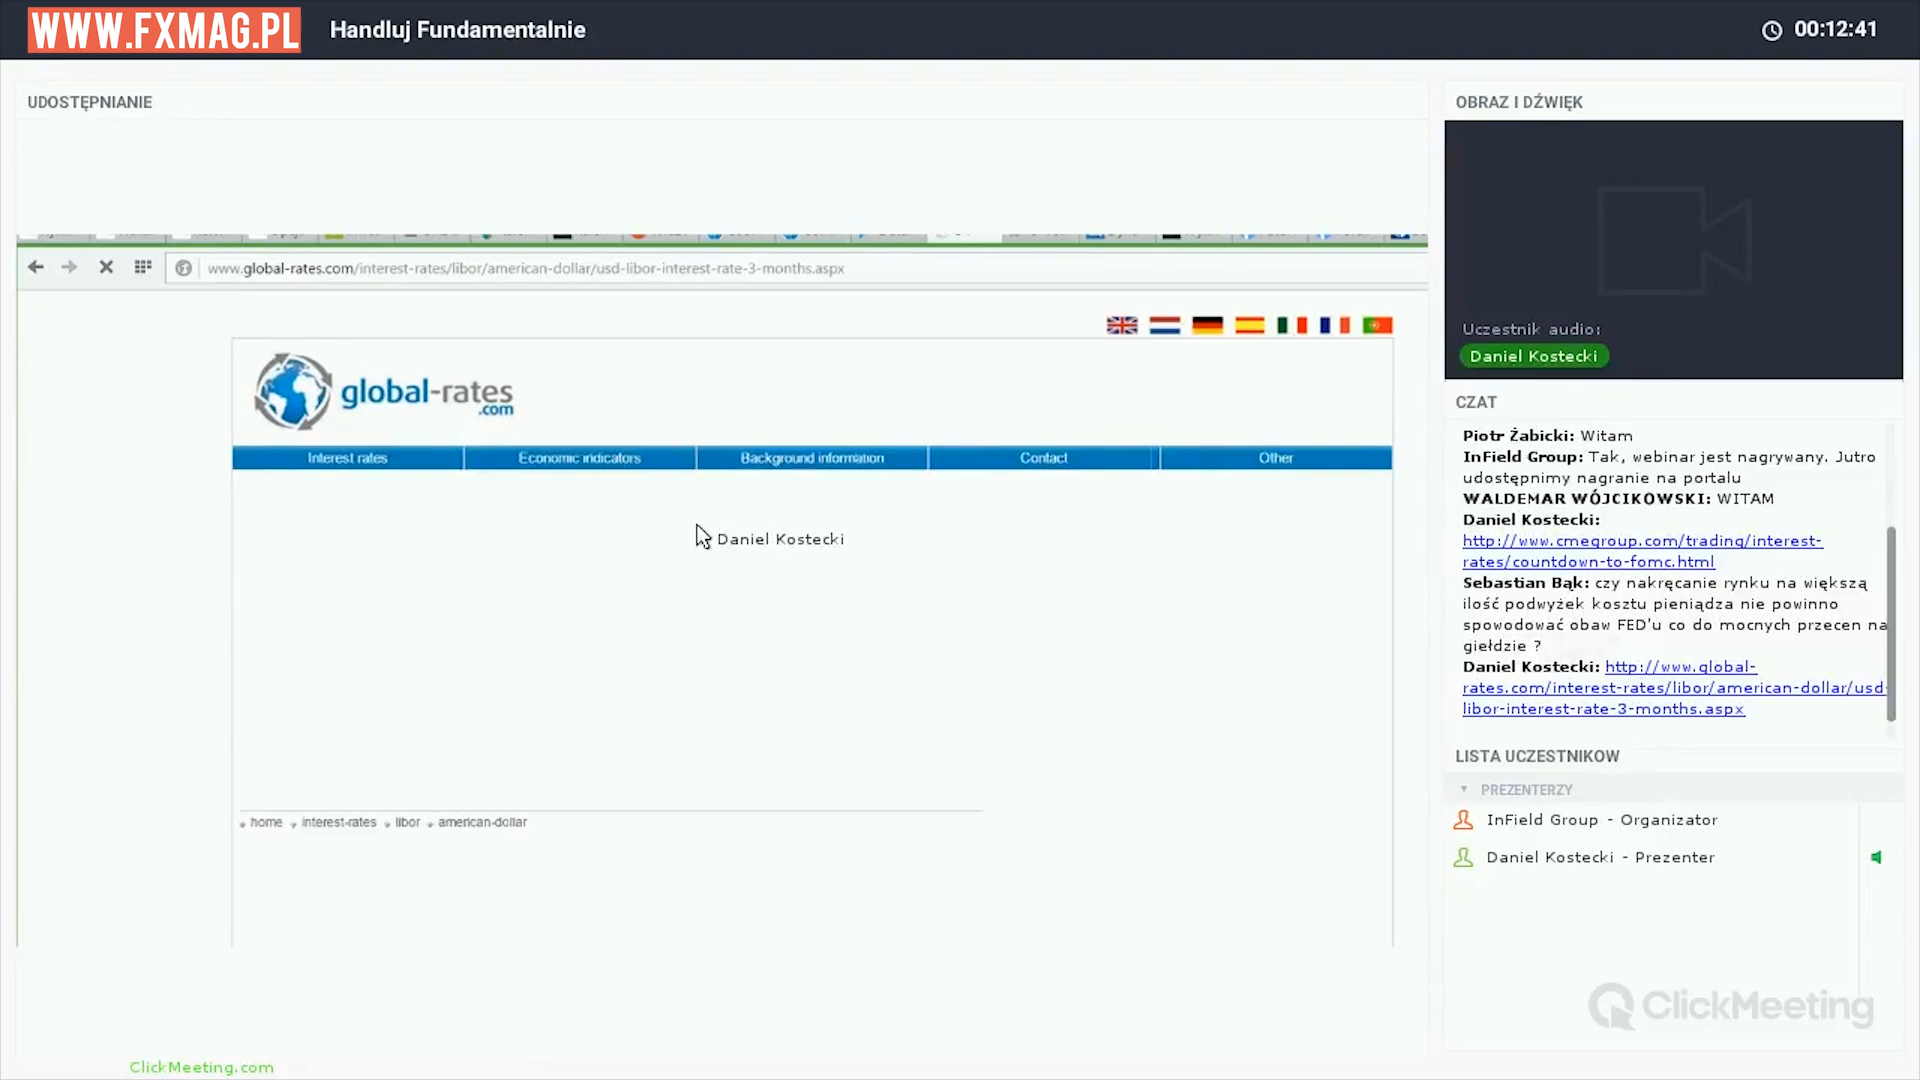 WWW.FXMAG.PL
Handluj Fundamentalnie
00:12:41
UDOSTĘPNIANIE
www.global-rates.com/interest-rates/libor/american-dollar/usd-libor-interest-rate-3-months.aspx
global-rates
.com
Interest rates
Economic indicators
Background information
Contact
Other
Daniel Kostecki
home interest-rates libor american-dollar
OBRAZ I DŹWIĘK
Uczestnik audio:
Daniel Kostecki
CZAT
Piotr Żabicki: Witam
InField Group: Tak, webinar jest nagrywany. Jutro
udostępnimy nagranie na portalu
WALDEMAR WÓJCIKOWSKI: WITAM
Daniel Kostecki:
http://www.cmegroup.com/trading/interest-
rates/countdown-to-fomc.html
Sebastian Bąk: czy nakręcanie rynku na większą
ilość podwyżek kosztu pieniądza nie powinno
spowodować obaw FED'u co do mocnych przecen na
giełdzie ?
Daniel Kostecki: http://www.global-
rates.com/interest-rates/libor/american-dollar/usd-
libor-interest-rate-3-months.aspx
LISTA UCZESTNIKOW
PREZENTERZY
InField Group - Organizator
Daniel Kostecki - Prezenter
ClickMeeting
ClickMeeting.com